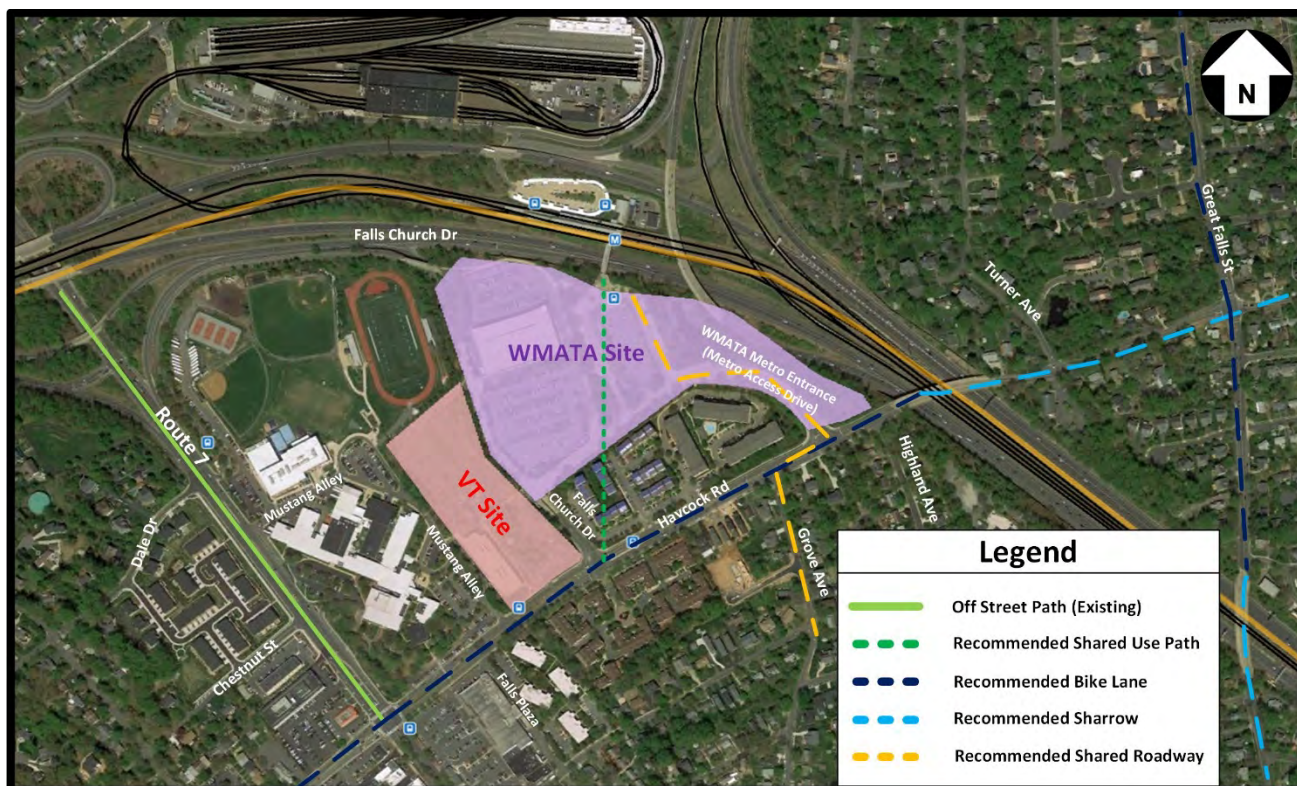 N
Falls Church Dr
M
Great Falls St
Turner Ave
WMATA Site
WMATA Metro Entrance
(Metro Access Drive)
Route 7
VT Site
Falls
Church Dr
Haycock Rd
Highland Ave
Mustang Alley
Mustang Alley
Dale Dr
Grove Ave
Chestnut St
Falls Plaza
Legend
Off Street Path (Existing)
Recommended Shared Use Path
Recommended Bike Lane
Recommended Sharrow
Recommended Shared Roadway